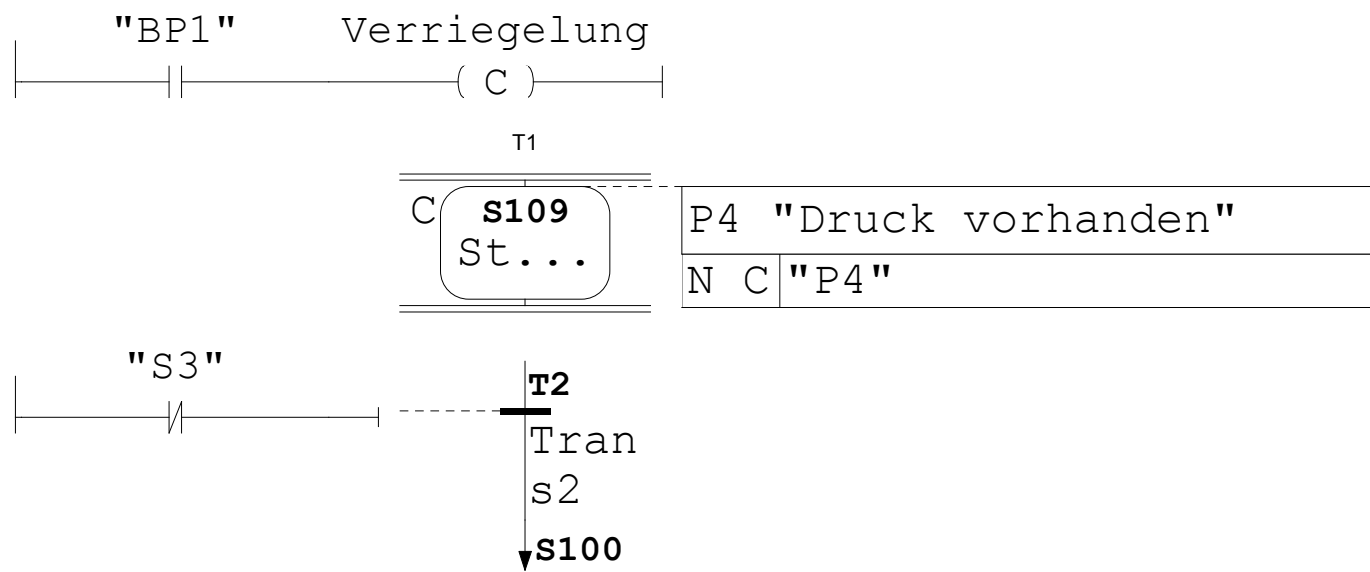 "BP1" Verriegelung
( C )
T1
C S109
St...
P4 "Druck vorhanden"
N C "P4"
"S3"
T2
Tran
s2
S100